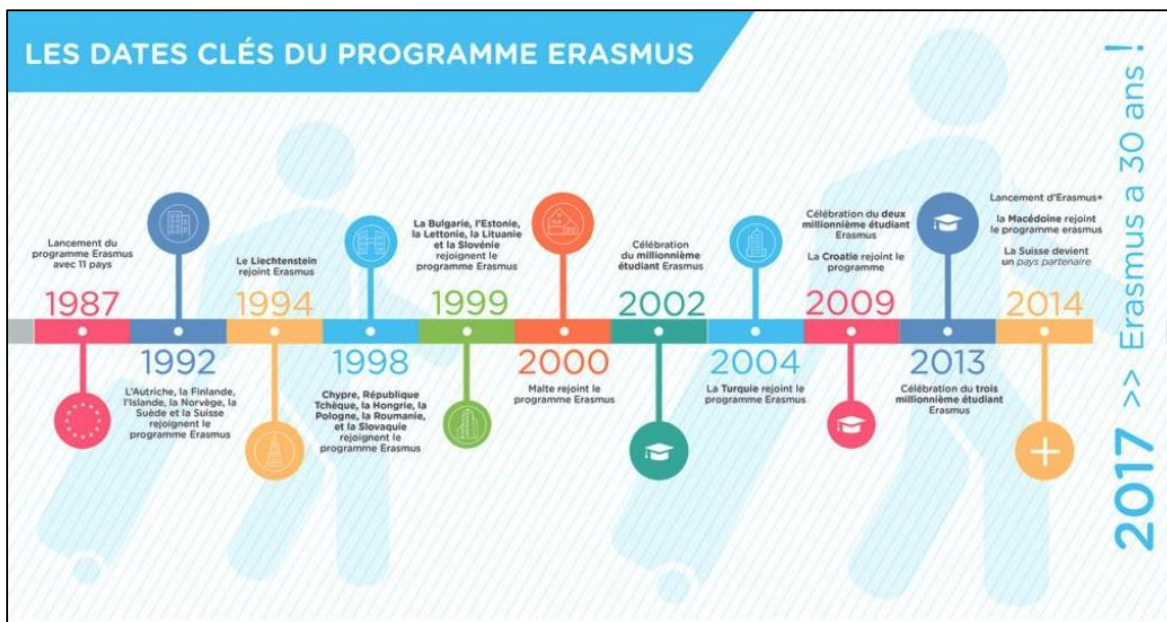 LES DATES CLÉS DU PROGRAMME ERASMUS
Lancement du
programme Erasmus
avec 11 pays
1987
1992
L'Autriche, la Finlande,
l'Islande, la Norvège, la
Suède et la Suisse
rejoignent le
programme Erasmus
Le Liechtenstein
rejoint Erasmus
1994
1998
Chypre, République
Tchèque, la Hongrie, la
Pologne, la Roumanie,
et la Slovaquie
rejoignent le
programme Erasmus
La Bulgarie, l'Estonie,
la Lettonie, la Lituanie
et la Slovénie
rejoignent le
programme Erasmus
1999
2000
Malte rejoint le
programme Erasmus
Célébration
du millionnième
étudiant Erasmus
2002
2004
La Turquie rejoint le
programme Erasmus
Célébration du deux
millionnième étudiant
Erasmus
La Croatie rejoint le
programme
2009
2013
Célébration du trois
millionnième étudiant
Erasmus
Lancement d'Erasmus+
la Macédoine rejoint
le programme erasmus
La Suisse devient
un pays partenaire
2014
2017 >> Erasmus a 30 ans !